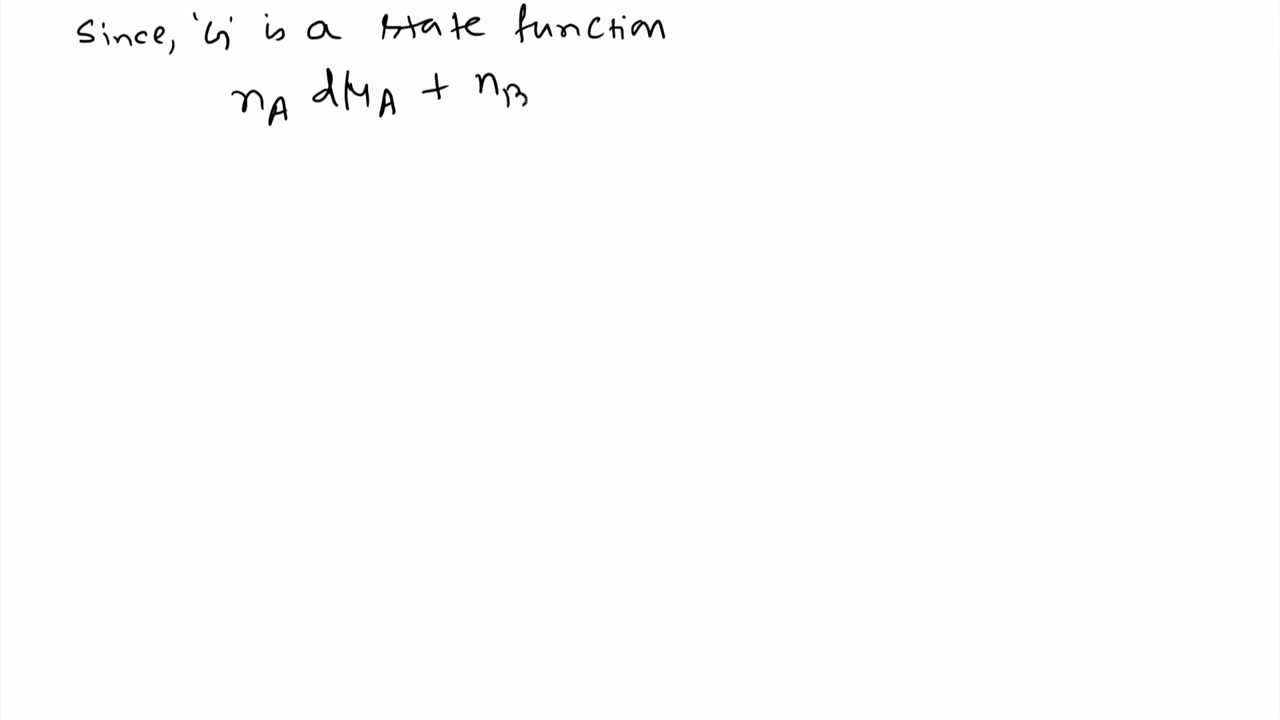 Since, 'G' is a state function
n_A dμ_A + n_B